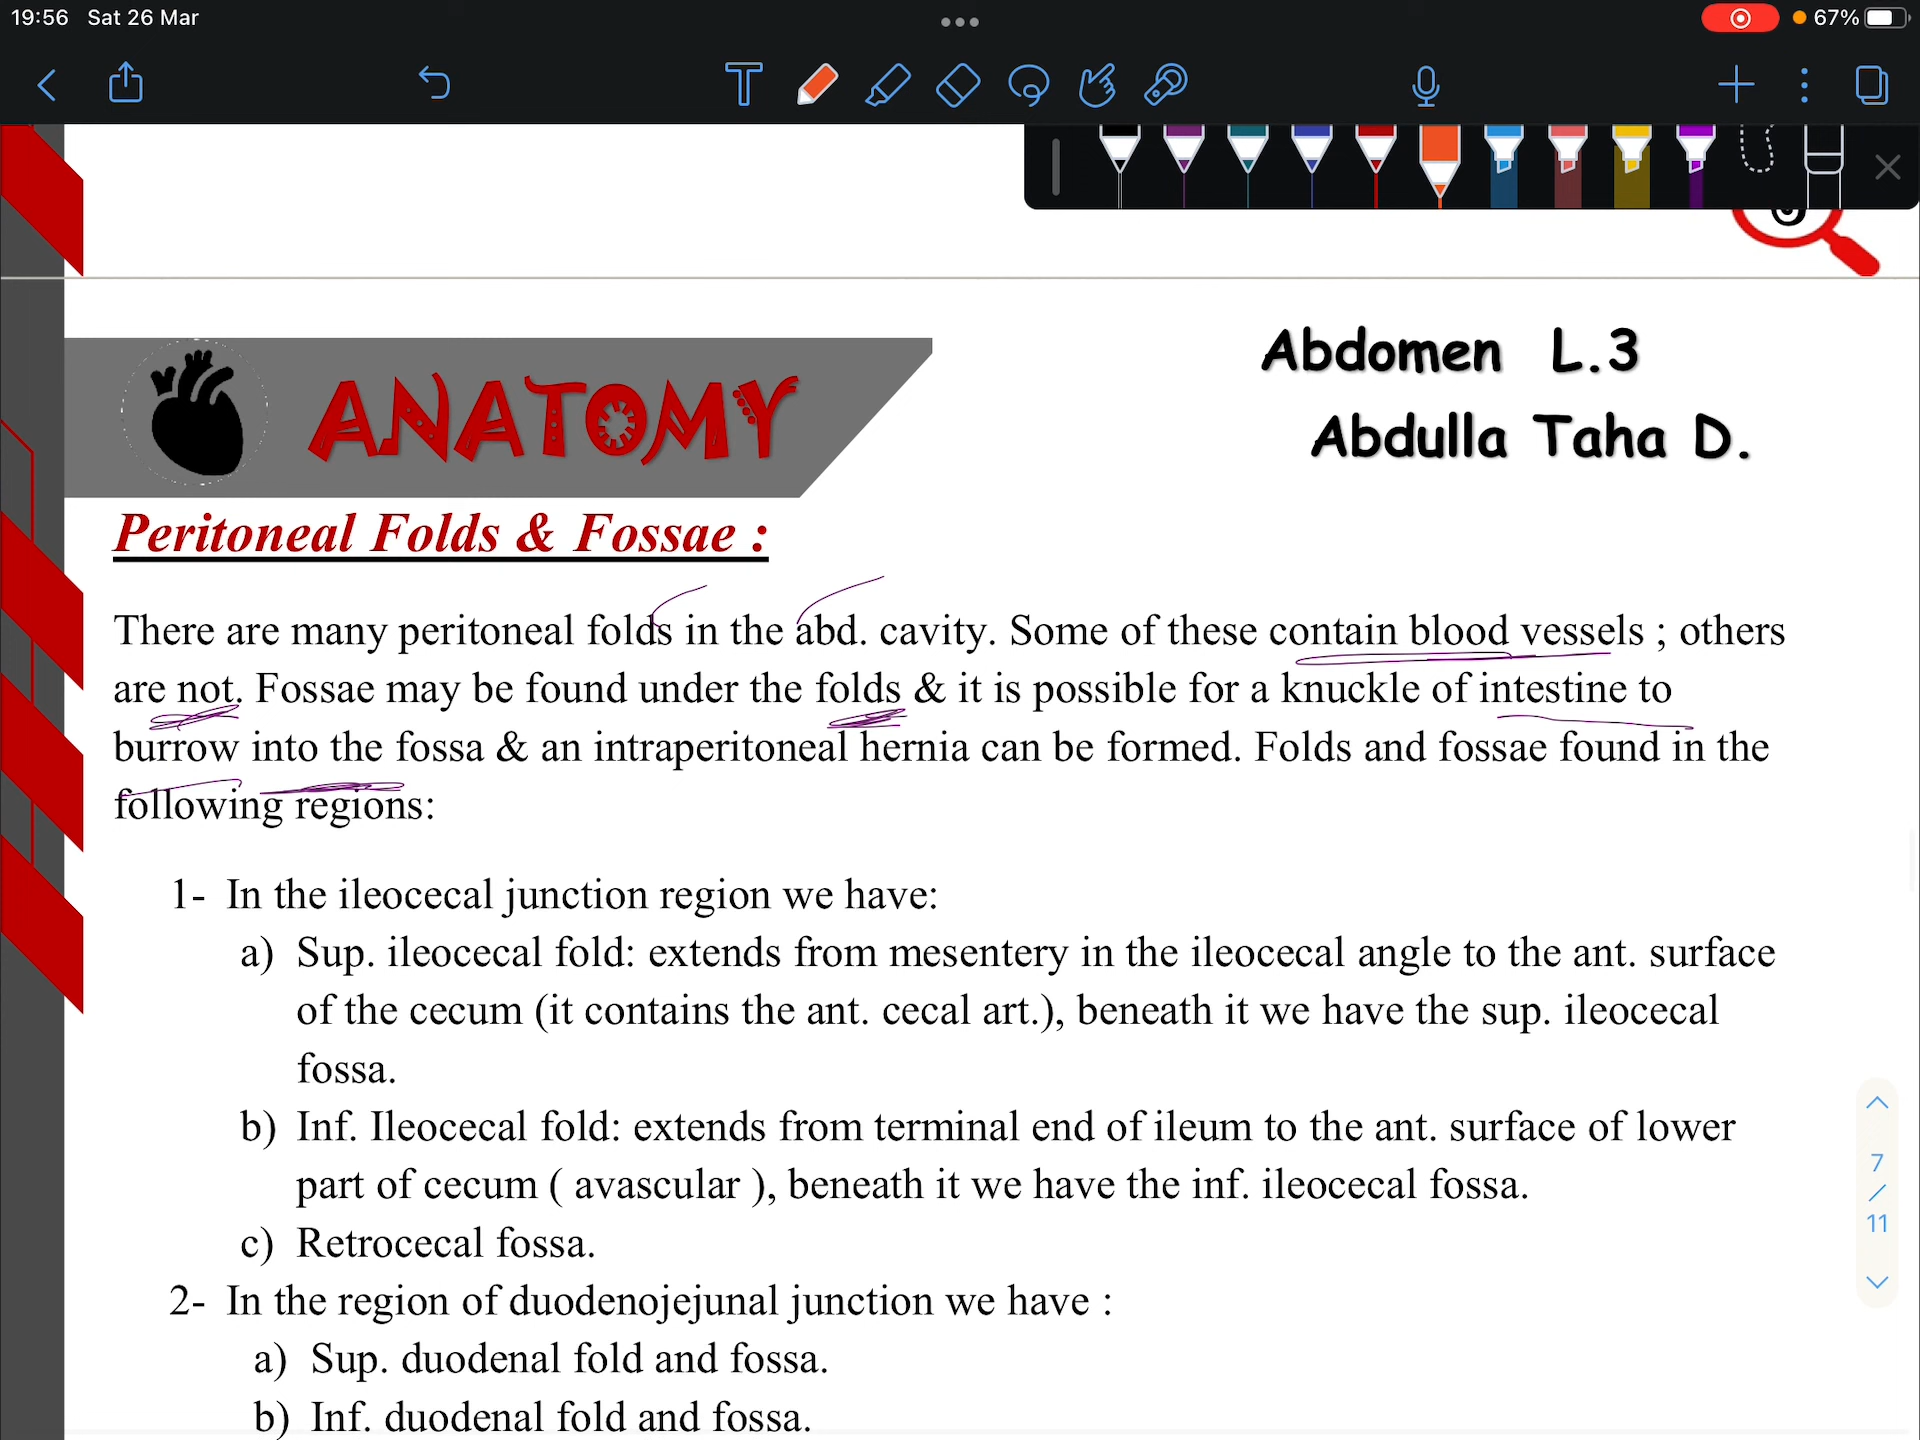 19:56 Sat 26 Mar
67%
ANATOMY
Abdomen L.3
Abdulla Taha D.
Peritoneal Folds & Fossae :
There are many peritoneal folds in the abd. cavity. Some of these contain blood vessels ; others
are not. Fossae may be found under the folds & it is possible for a knuckle of intestine to
burrow into the fossa & an intraperitoneal hernia can be formed. Folds and fossae found in the
following regions:
1- In the ileocecal junction region we have:
a) Sup. ileocecal fold: extends from mesentery in the ileocecal angle to the ant. surface
of the cecum (it contains the ant. cecal art.), beneath it we have the sup. ileocecal
fossa.
b) Inf. Ileocecal fold: extends from terminal end of ileum to the ant. surface of lower
part of cecum ( avascular ), beneath it we have the inf. ileocecal fossa.
c) Retrocecal fossa.
2- In the region of duodenojejunal junction we have :
a) Sup. duodenal fold and fossa.
b) Inf. duodenal fold and fossa.
7
/
11